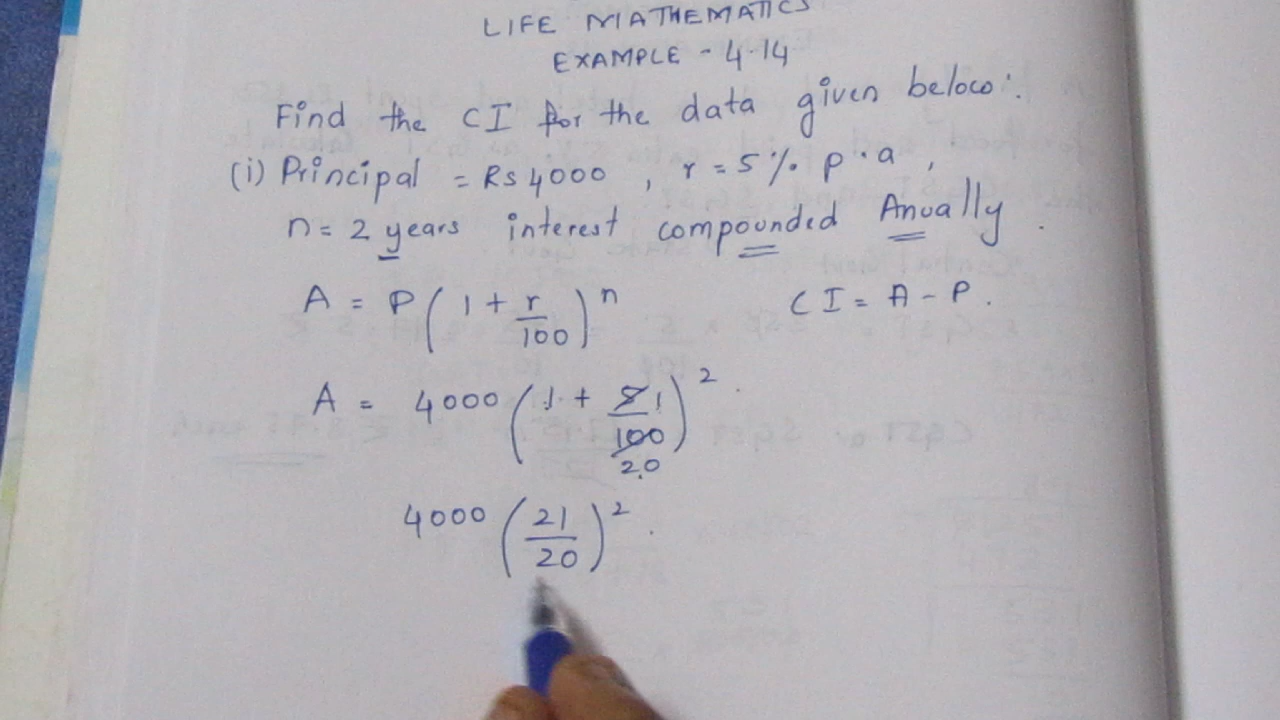 LIFE MATHEMATICS
EXAMPLE - 4.14
Find the CI for the data given below:
(i) Principal = Rs 4000 , r = 5% p.a ,
n = 2 years interest compounded Anually .
A = P ( 1 + r/100 )^n CI = A - P .
A = 4000 ( 1 + 5 1/100 20 )^2 .
4000 ( 21/20 )^2 .